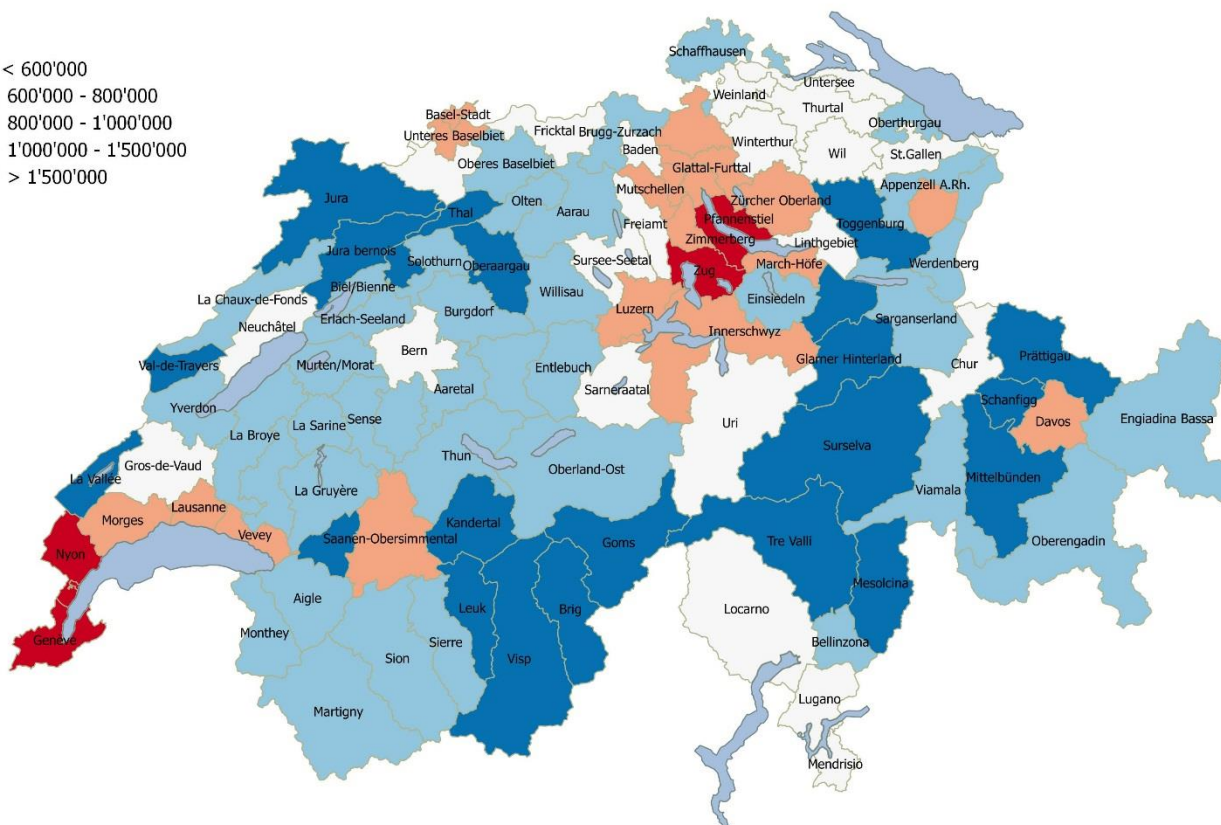 < 600'000
600'000 - 800'000
800'000 - 1'000'000
1'000'000 - 1'500'000
> 1'500'000
Schaffhausen
Untersee
Weinland
Thurtal
Basel-Stadt
Oberthurgau
Unteres Baselbiet
Fricktal
Brugg-Zurzach
Winterthur
Baden
Wil
St.Gallen
Oberes Baselbiet
Glattal-Furttal
Appenzell A.Rh.
Mutschellen
Jura
Olten
Zürcher Oberland
Thal
Aarau
Pfannenstiel
Toggenburg
Freiamt
Zimmerberg
Linthgebiet
Jura bernois
Solothurn
Oberaargau
Sursee-Seetal
Zug
March-Höfe
Werdenberg
Biel/Bienne
Willisau
La Chaux-de-Fonds
Einsiedeln
Burgdorf
Luzern
Erlach-Seeland
Sarganserland
Neuchâtel
Innerschwyz
Bern
Glarner Hinterland
Prättigau
Val-de-Travers
Murten/Morat
Entlebuch
Chur
Aaretal
Sarneraatal
Schanfigg
Yverdon
La Sarine
Sense
Uri
Davos
Engiadina Bassa
La Broye
Surselva
Thun
Gros-de-Vaud
Oberland-Ost
Mittelbünden
La Vallée
La Gruyère
Viamala
Lausanne
Morges
Kandertal
Vevey
Saanen-Obersimmental
Goms
Tre Valli
Oberengadin
Nyon
Mesolcina
Aigle
Leuk
Brig
Locarno
Genève
Monthey
Sierre
Bellinzona
Visp
Sion
Lugano
Martigny
Mendrisio